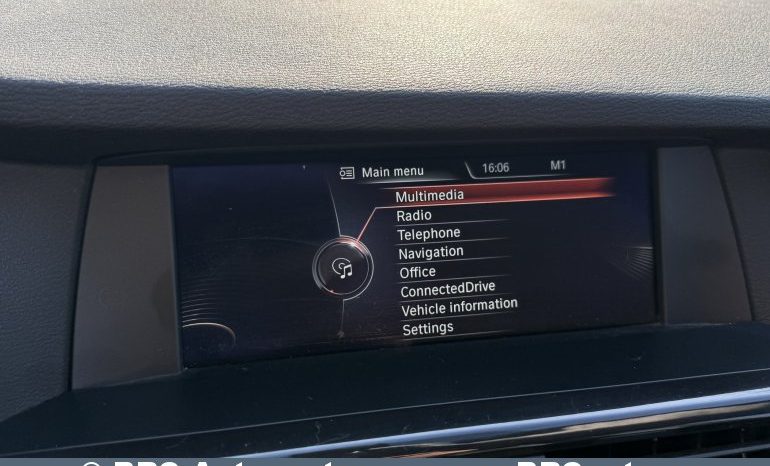 Main menu 16:06 M1
Multimedia
Radio
Telephone
Navigation
Office
ConnectedDrive
Vehicle information
Settings